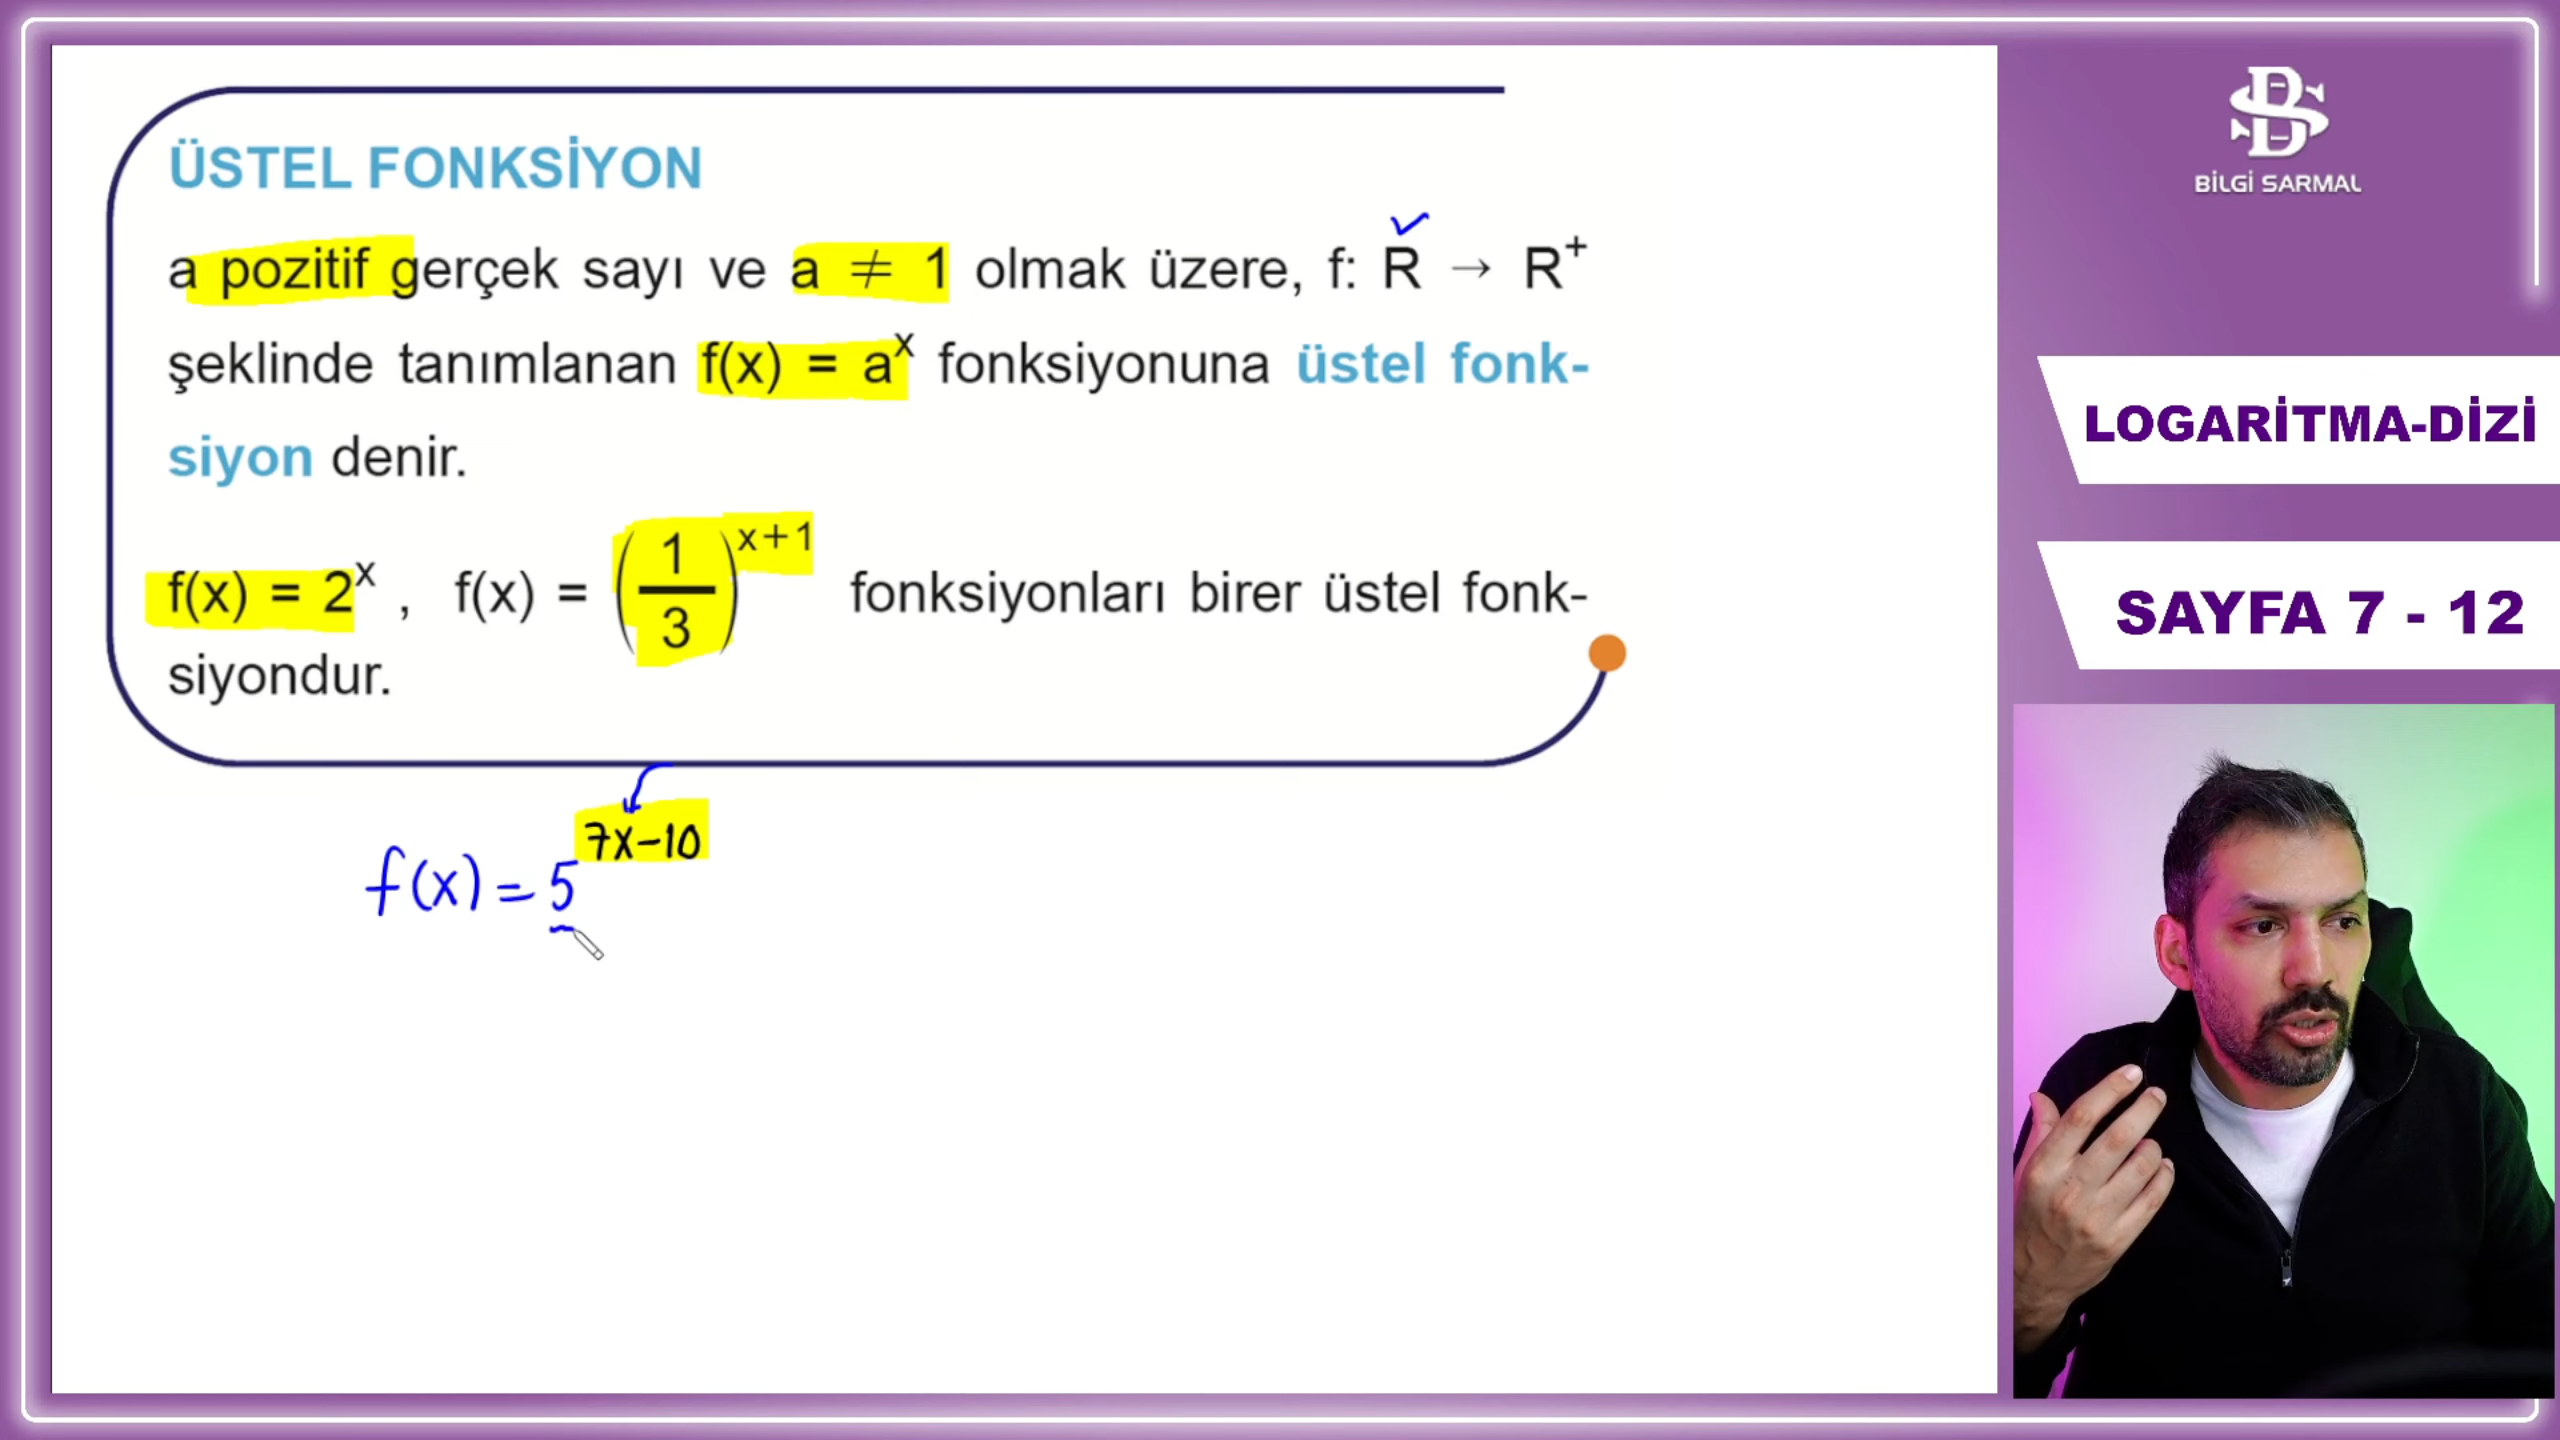 ÜSTEL FONKSİYON
a pozitif gerçek sayı ve a ≠ 1 olmak üzere, f: R → R⁺
şeklinde tanımlanan f(x) = aˣ fonksiyonuna üstel fonk-
siyon denir.
f(x) = 2ˣ , f(x) = (1/3)ˣ⁺¹ fonksiyonları birer üstel fonk-
siyondur.
f(x) = 5^(7x-10)
BS
BİLGİ SARMAL
LOGARİTMA-DİZİ
SAYFA 7 - 12